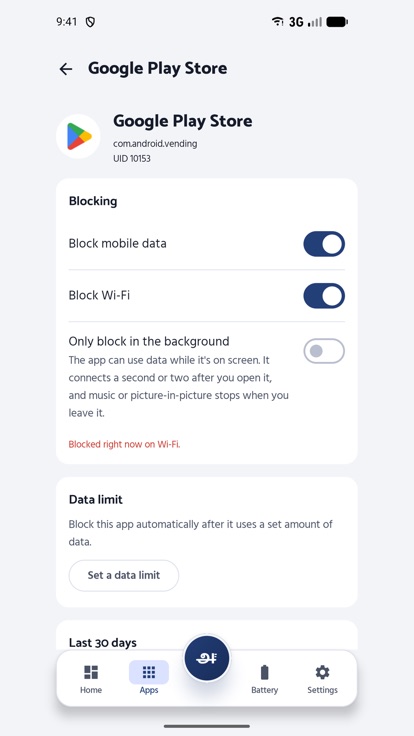 9:41
3G
Google Play Store
Google Play Store
com.android.vending
UID 10153
Blocking
Block mobile data
Block Wi-Fi
Only block in the background
The app can use data while it's on screen. It
connects a second or two after you open it,
and music or picture-in-picture stops when you
leave it.
Blocked right now on Wi-Fi.
Data limit
Block this app automatically after it uses a set amount of
data.
Set a data limit
Last 30 days
Home
Apps
Battery
Settings